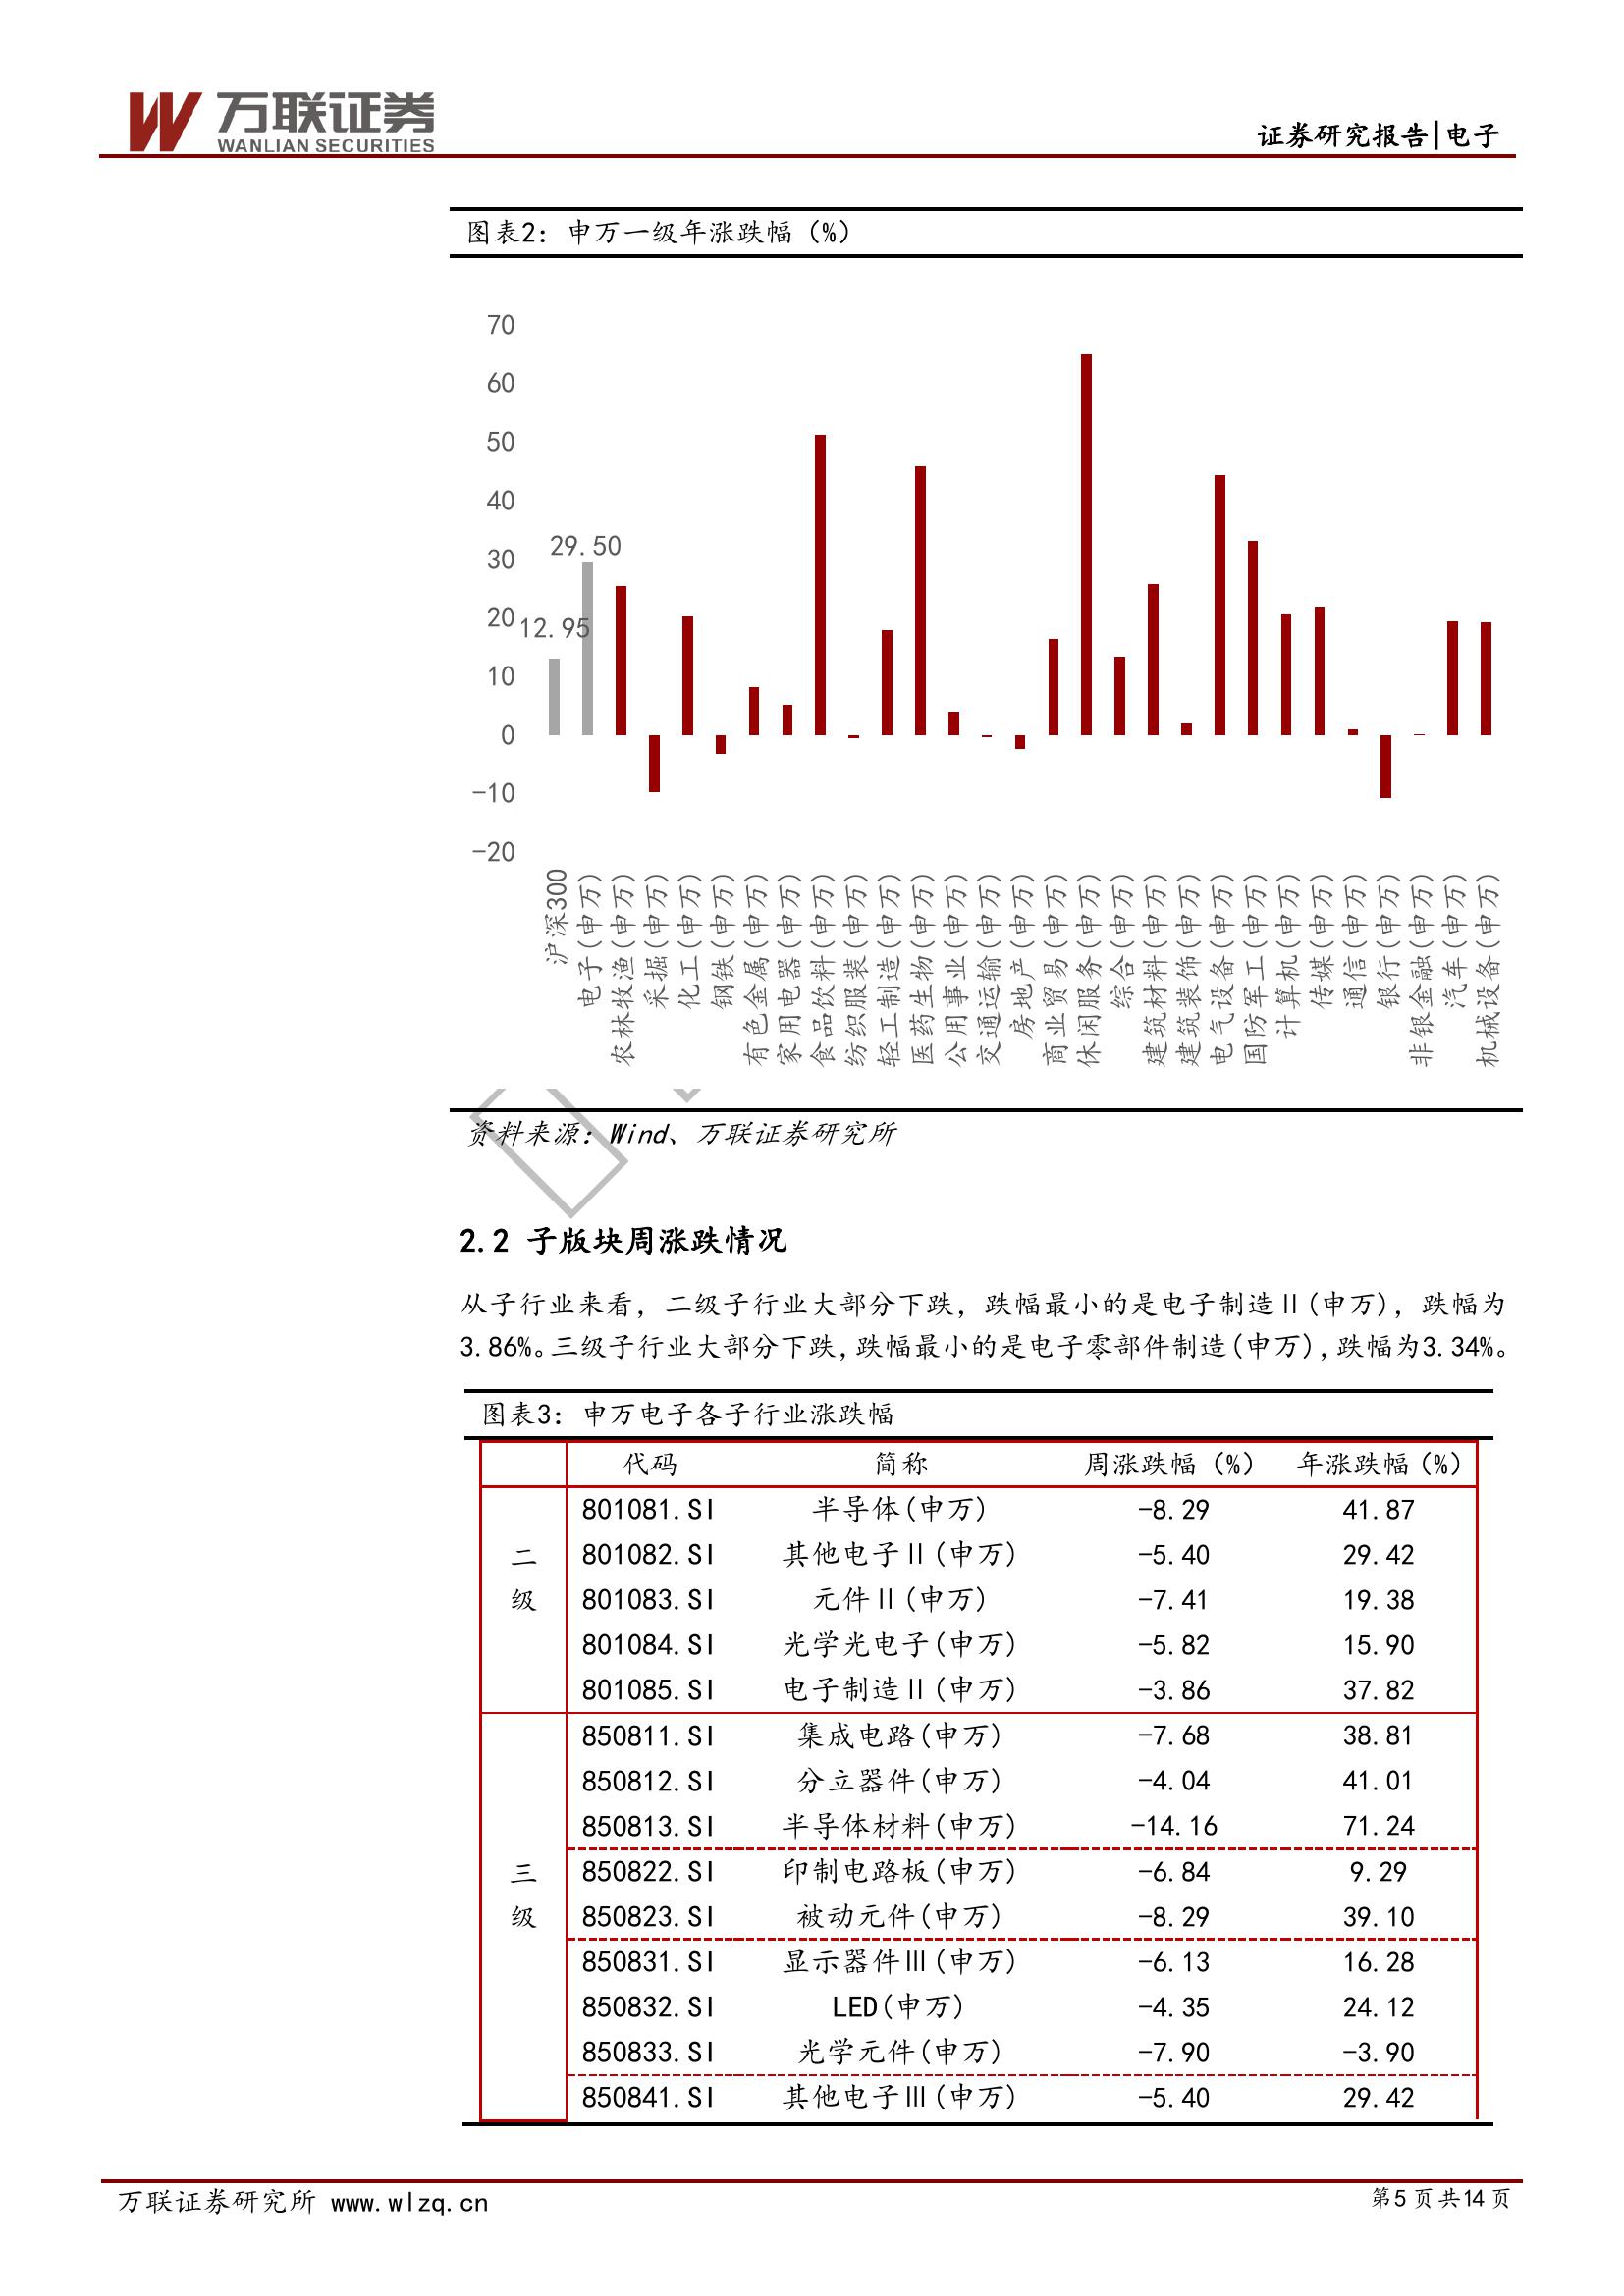 万联证券
WANLIAN SECURITIES
证券研究报告|电子
图表2：申万一级年涨跌幅（%）
70
60
50
40
30
20
10
0
-10
-20
29.50
12.95
沪深300
电子(申万)
农林牧渔(申万)
采掘(申万)
化工(申万)
钢铁(申万)
有色金属(申万)
家用电器(申万)
食品饮料(申万)
纺织服装(申万)
轻工制造(申万)
医药生物(申万)
公用事业(申万)
交通运输(申万)
房地产(申万)
商业贸易(申万)
休闲服务(申万)
综合(申万)
建筑材料(申万)
建筑装饰(申万)
电气设备(申万)
国防军工(申万)
计算机(申万)
传媒(申万)
通信(申万)
银行(申万)
非银金融(申万)
汽车(申万)
机械设备(申万)
资料来源：Wind、万联证券研究所
2.2 子版块周涨跌情况
从子行业来看，二级子行业大部分下跌，跌幅最小的是电子制造Ⅱ(申万)，跌幅为
3.86%。三级子行业大部分下跌，跌幅最小的是电子零部件制造(申万)，跌幅为3.34%。
图表3：申万电子各子行业涨跌幅
代码 简称 周涨跌幅（%） 年涨跌幅（%）
二级
801081.SI 半导体(申万) -8.29 41.87
801082.SI 其他电子Ⅱ(申万) -5.40 29.42
801083.SI 元件Ⅱ(申万) -7.41 19.38
801084.SI 光学光电子(申万) -5.82 15.90
801085.SI 电子制造Ⅱ(申万) -3.86 37.82
三级
850811.SI 集成电路(申万) -7.68 38.81
850812.SI 分立器件(申万) -4.04 41.01
850813.SI 半导体材料(申万) -14.16 71.24
850822.SI 印制电路板(申万) -6.84 9.29
850823.SI 被动元件(申万) -8.29 39.10
850831.SI 显示器件Ⅲ(申万) -6.13 16.28
850832.SI LED(申万) -4.35 24.12
850833.SI 光学元件(申万) -7.90 -3.90
850841.SI 其他电子Ⅲ(申万) -5.40 29.42
万联证券研究所 www.wlzq.cn
第5页共14页